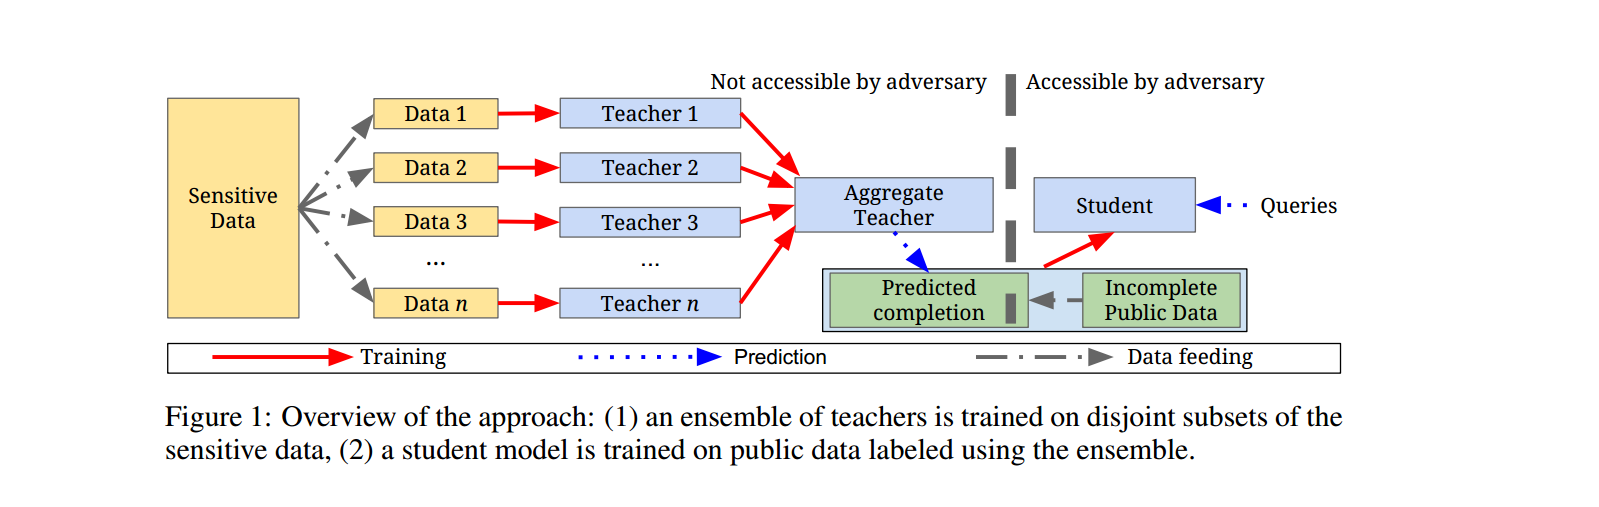 Not accessible by adversary
Accessible by adversary
Sensitive
Data
Data 1
Teacher 1
Data 2
Teacher 2
Data 3
Teacher 3
...
...
Data n
Teacher n
Aggregate
Teacher
Student
Queries
Predicted
completion
Incomplete
Public Data
Training
Prediction
Data feeding
Figure 1: Overview of the approach: (1) an ensemble of teachers is trained on disjoint subsets of the
sensitive data, (2) a student model is trained on public data labeled using the ensemble.